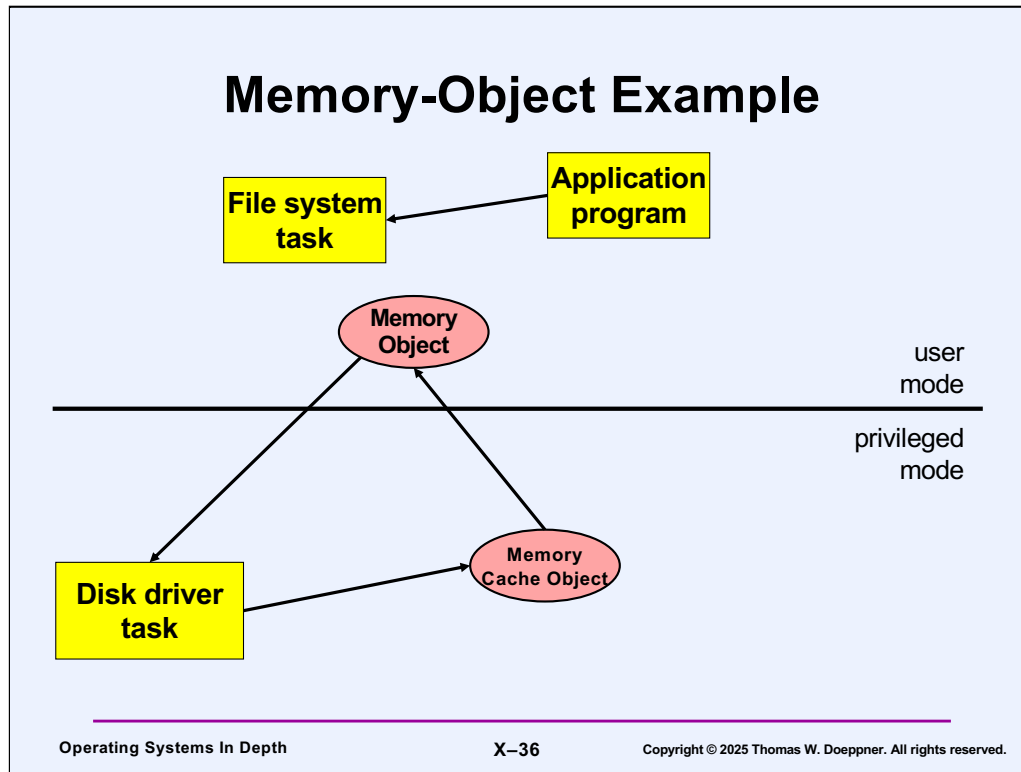 Memory-Object Example
File system
task
Application
program
Memory
Object
user
mode
privileged
mode
Memory
Cache Object
Disk driver
task
Operating Systems In Depth
X–36
Copyright © 2025 Thomas W. Doeppner. All rights reserved.